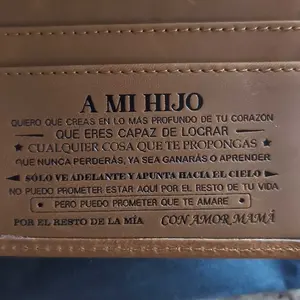 A MI HIJO
QUIERO QUE CREAS EN LO MÁS PROFUNDO DE TU CORAZÓN
QUE ERES CAPAZ DE LOGRAR
CUALQUIER COSA QUE TE PROPONGAS
QUE NUNCA PERDERÁS, YA SEA GANARÁS O APRENDER
SÓLO VE ADELANTE Y APUNTA HACIA EL CIELO
NO PUEDO PROMETER ESTAR AQUÍ POR EL RESTO DE TU VIDA
PERO PUEDO PROMETER QUE TE AMARE
POR EL RESTO DE LA MÍA CON AMOR MAMÁ